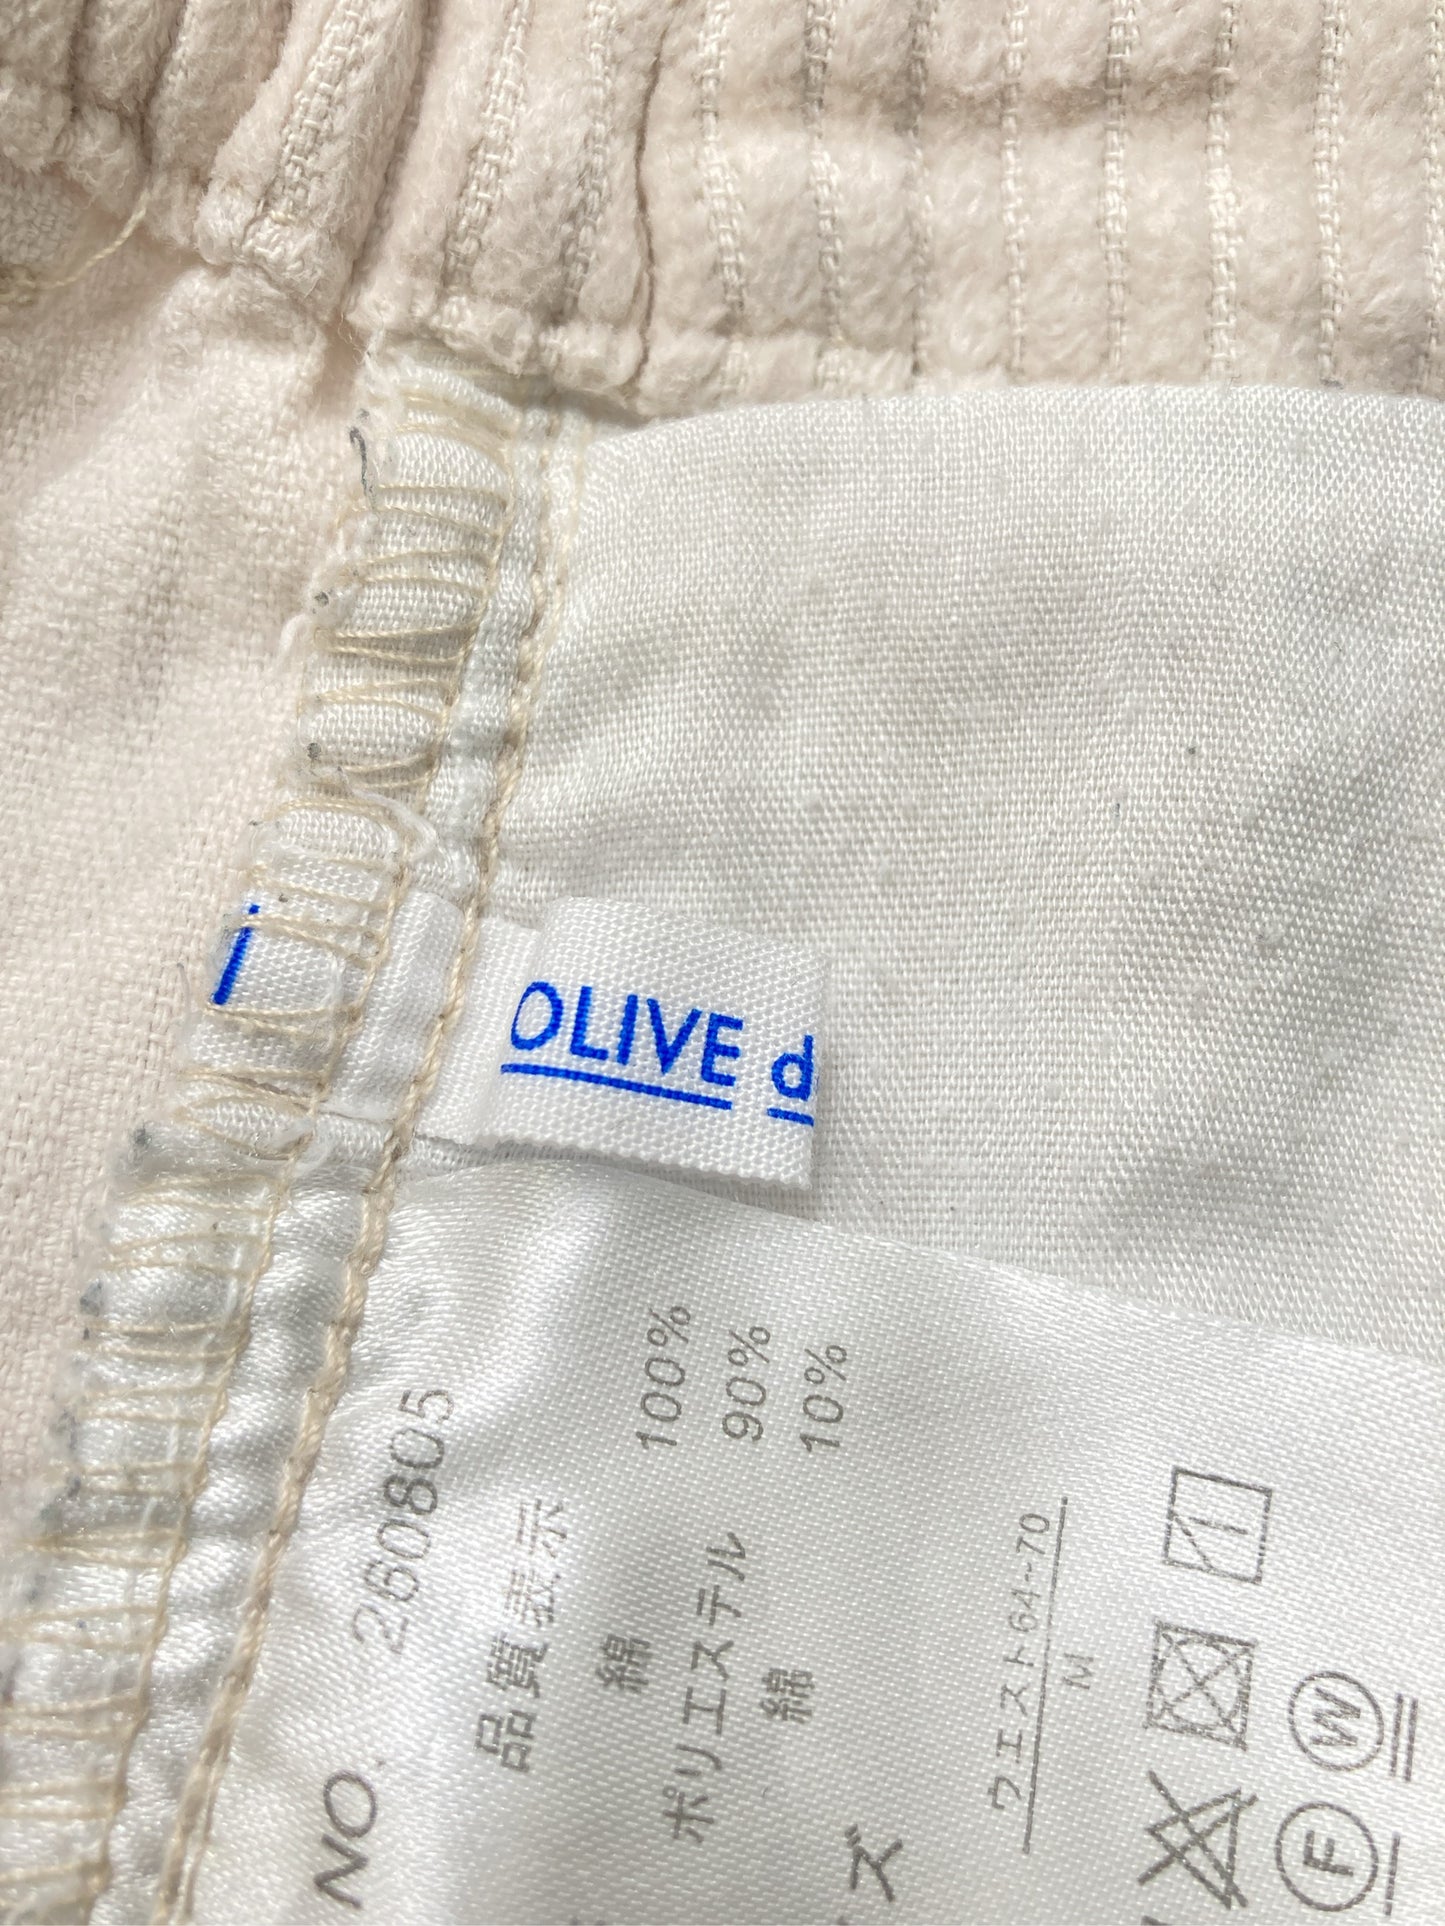 OLIVE d
NO. 260805
品質表示
綿 100%
ポリエステル 90%
綿 10%
ズ
ウエスト64~70
M
W
F